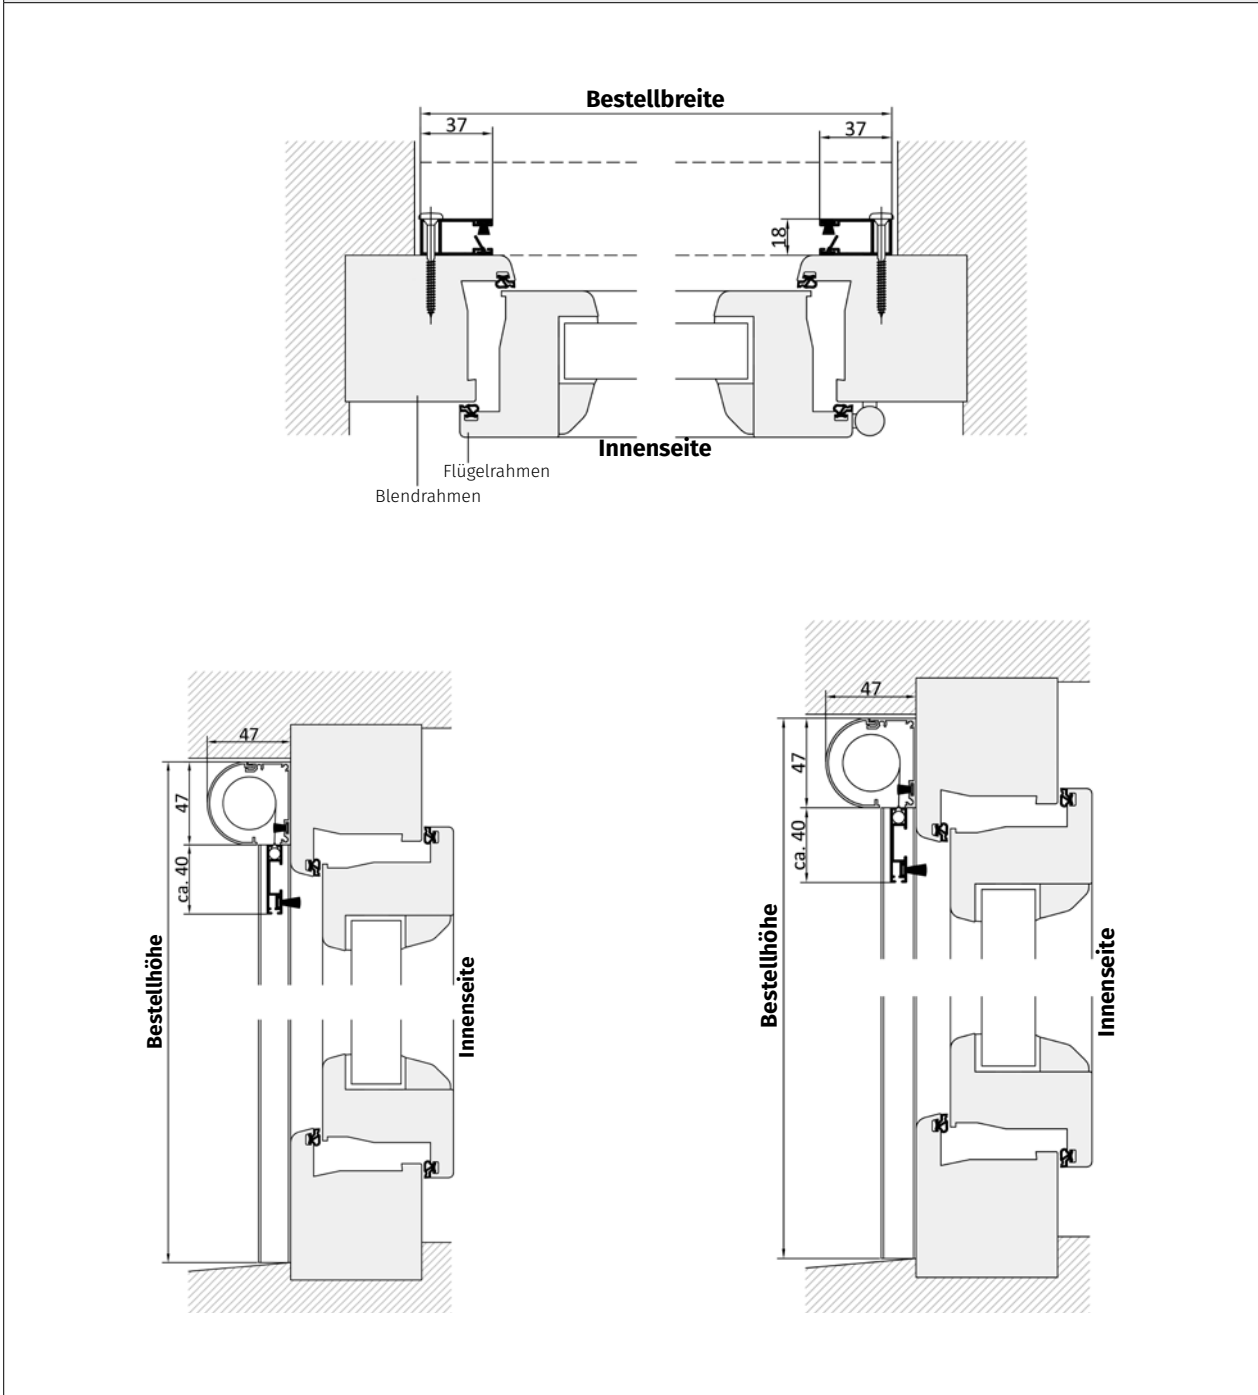 Bestellbreite
37
37
18
Innenseite
Flügelrahmen
Blendrahmen
47
47
ca. 40
Bestellhöhe
Innenseite
47
47
ca. 40
Bestellhöhe
Innenseite